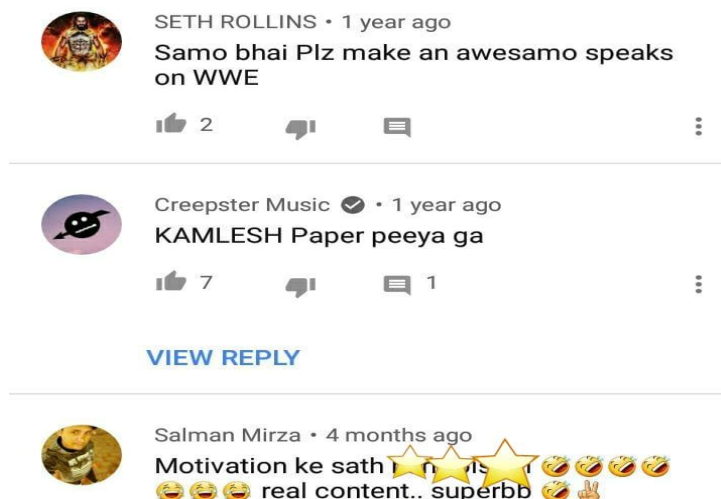 SETH ROLLINS • 1 year ago
Samo bhai Plz make an awesamo speaks
on WWE
2
Creepster Music • 1 year ago
KAMLESH Paper peeya ga
7 1
VIEW REPLY
Salman Mirza • 4 months ago
Motivation ke sath
real content.. superbb